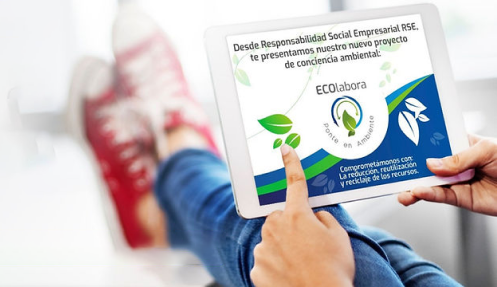 Desde Responsabilidad Social Empresarial RSE,
te presentamos nuestro nuevo proyecto
de conciencia ambiental:
ECOlabora
Ponte en Ambiente
Comprometámonos con:
La reducción, reutilización
y reciclaje de los recursos.